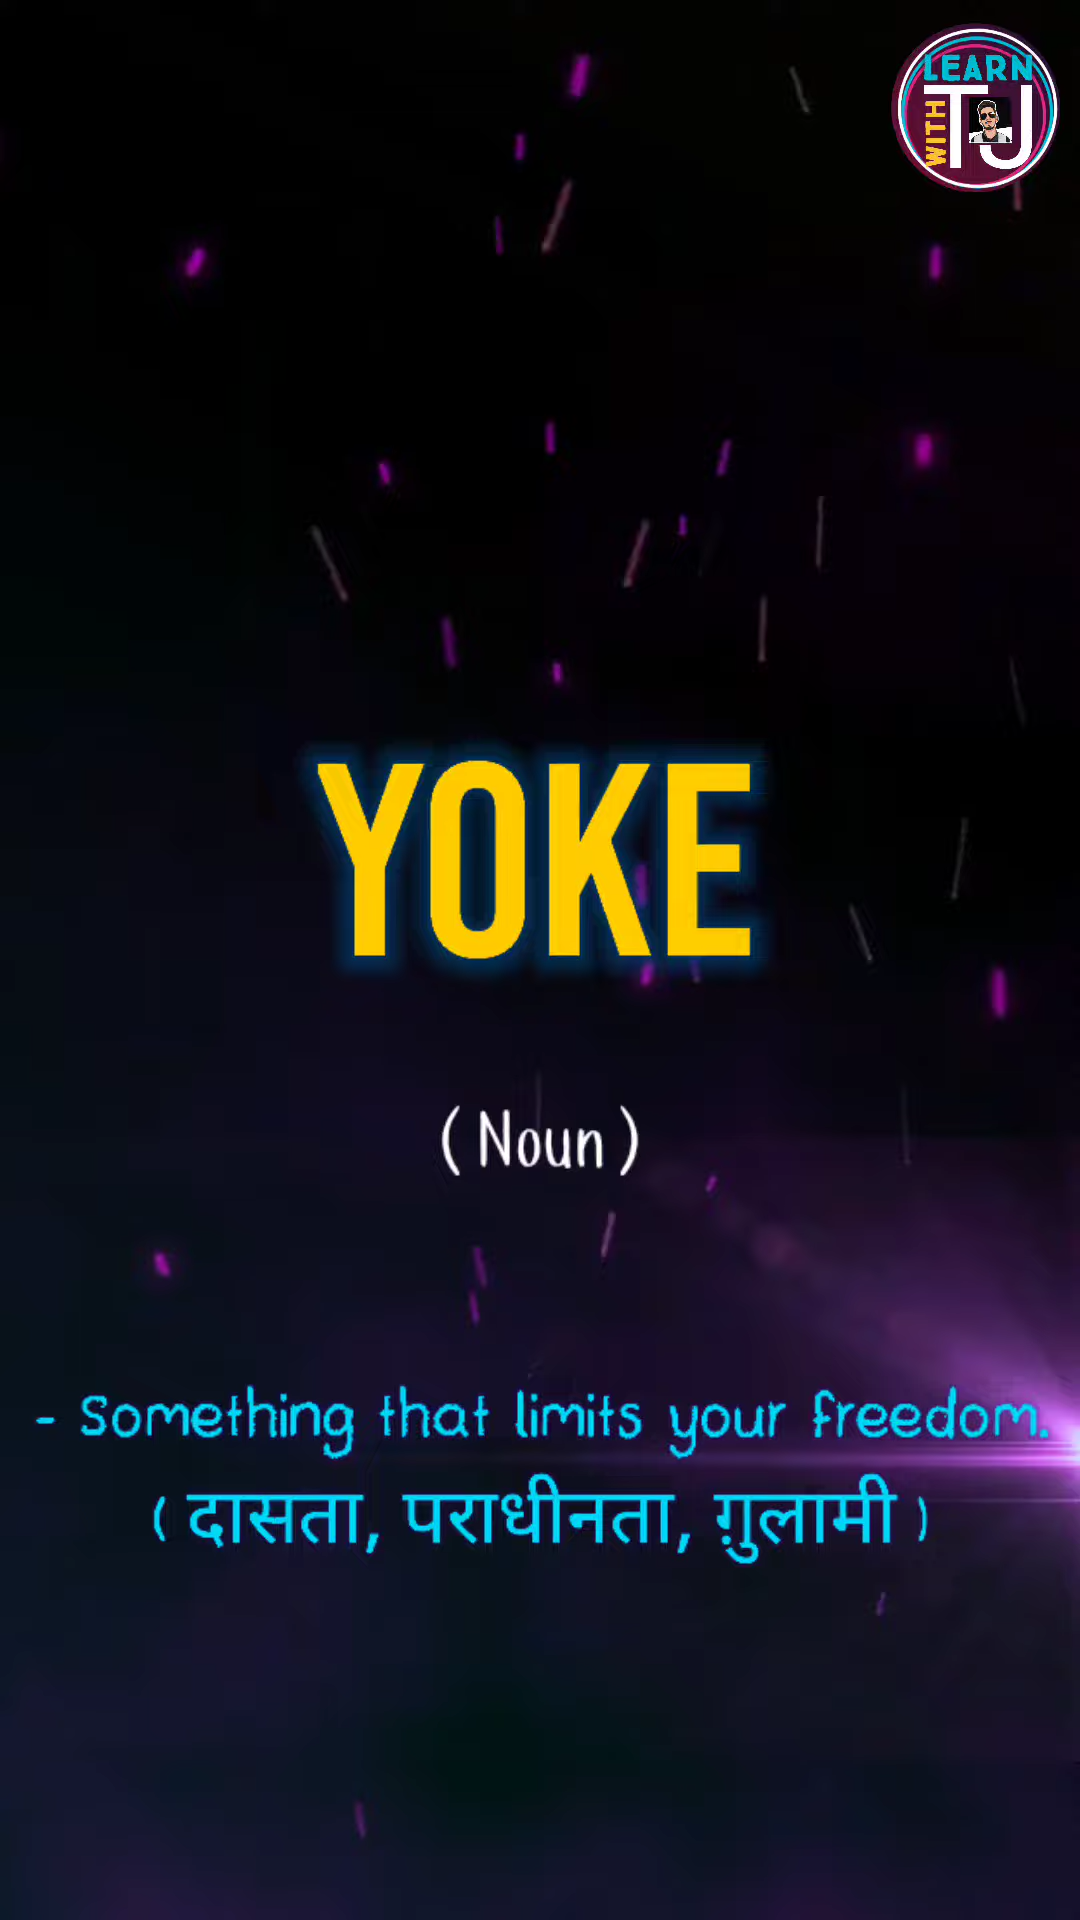 LEARN
WITH
TJ
YOKE
(Noun)
- Something that limits your freedom.
( दासता, पराधीनता, ग़ुलामी )